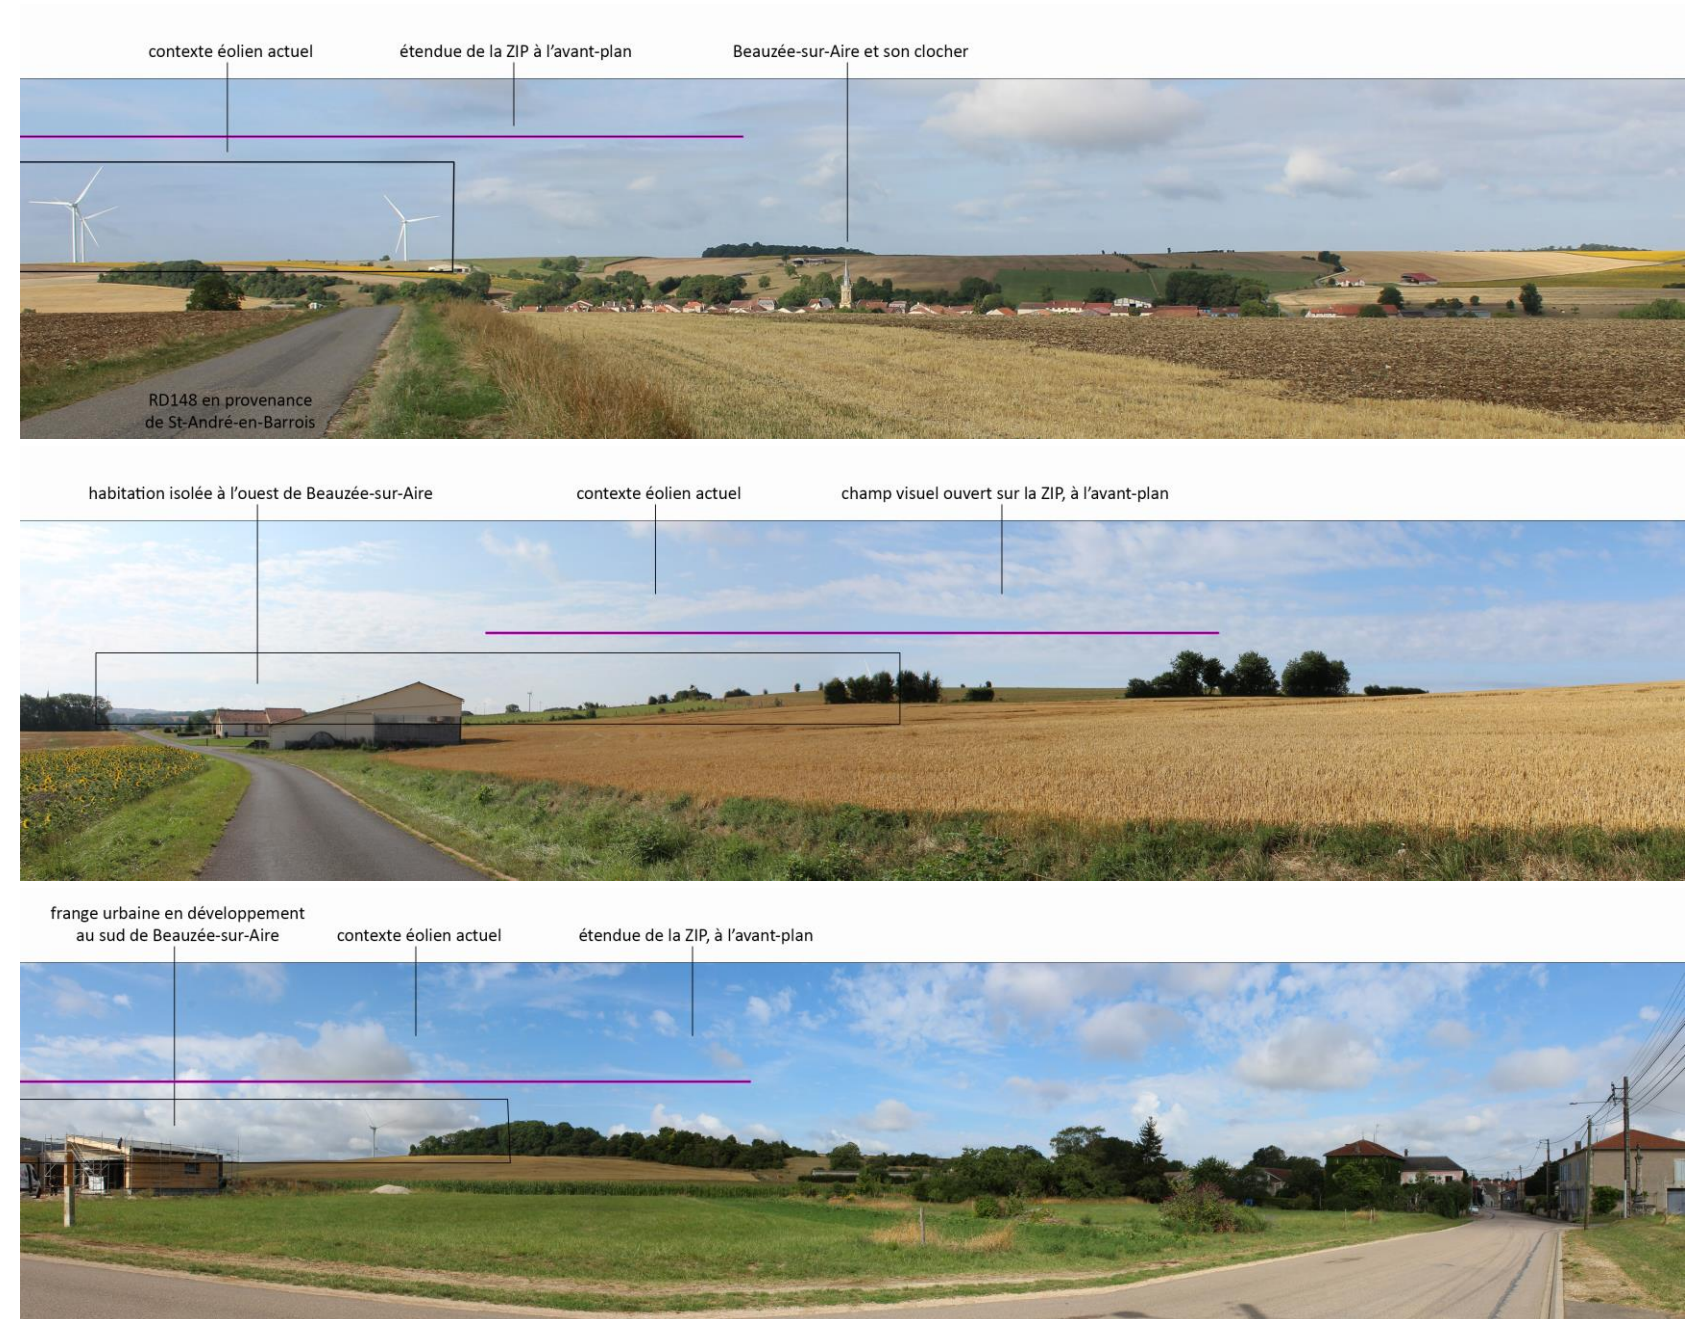 contexte éolien actuel
étendue de la ZIP à l'avant-plan
Beauzée-sur-Aire et son clocher
RD148 en provenance
de St-André-en-Barrois
habitation isolée à l'ouest de Beauzée-sur-Aire
contexte éolien actuel
champ visuel ouvert sur la ZIP, à l'avant-plan
frange urbaine en développement
au sud de Beauzée-sur-Aire
contexte éolien actuel
étendue de la ZIP, à l'avant-plan